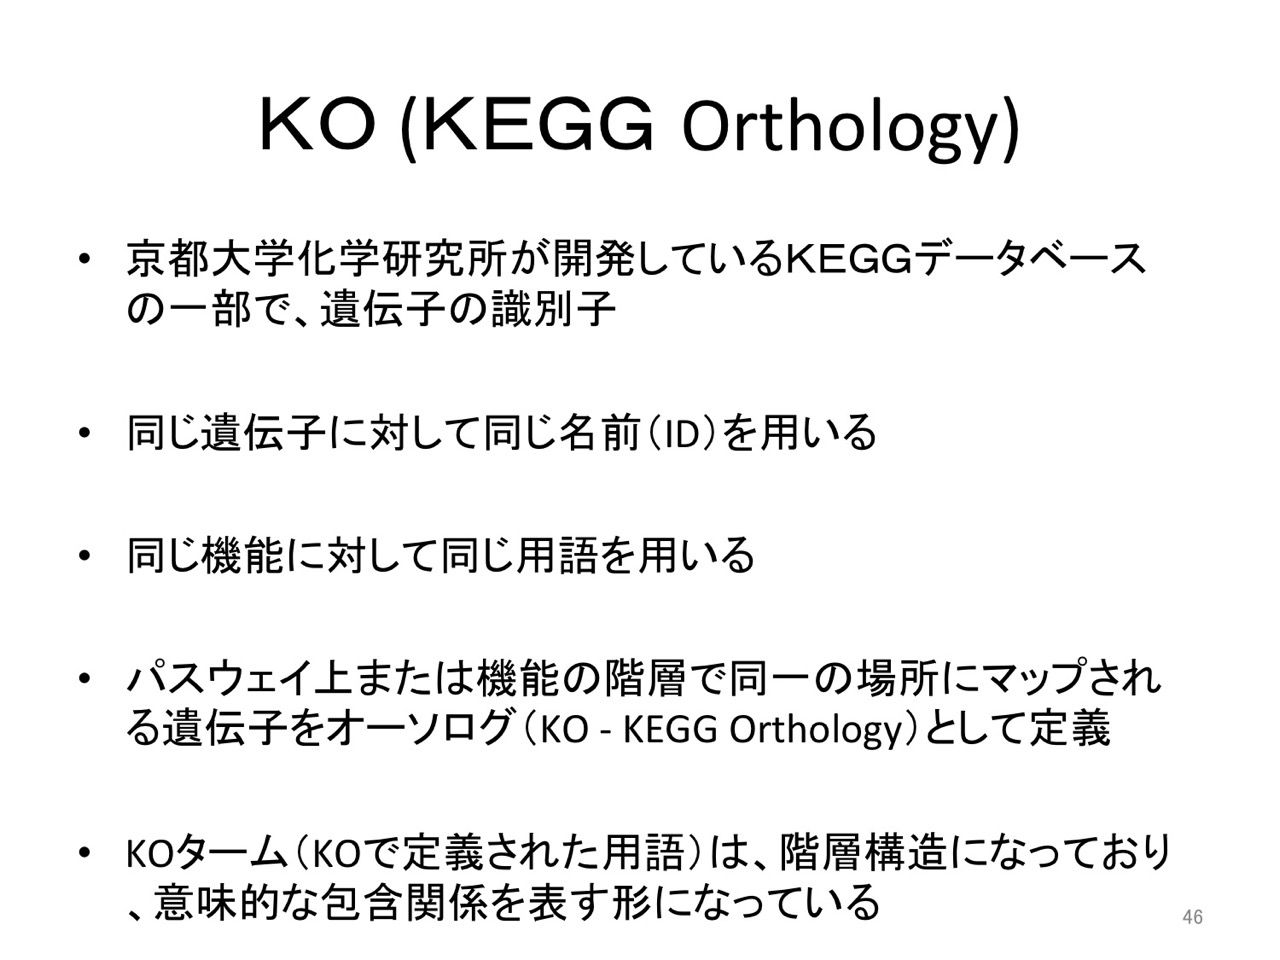 ＫＯ (ＫＥＧＧ Orthology)
• 京都大学化学研究所が開発しているＫＥＧＧデータベース
の一部で、遺伝子の識別子
• 同じ遺伝子に対して同じ名前（ID）を用いる
• 同じ機能に対して同じ用語を用いる
• パスウェイ上または機能の階層で同一の場所にマップされ
る遺伝子をオーソログ（KO - KEGG Orthology）として定義
• KOターム（KOで定義された用語）は、階層構造になっており
、意味的な包含関係を表す形になっている
46